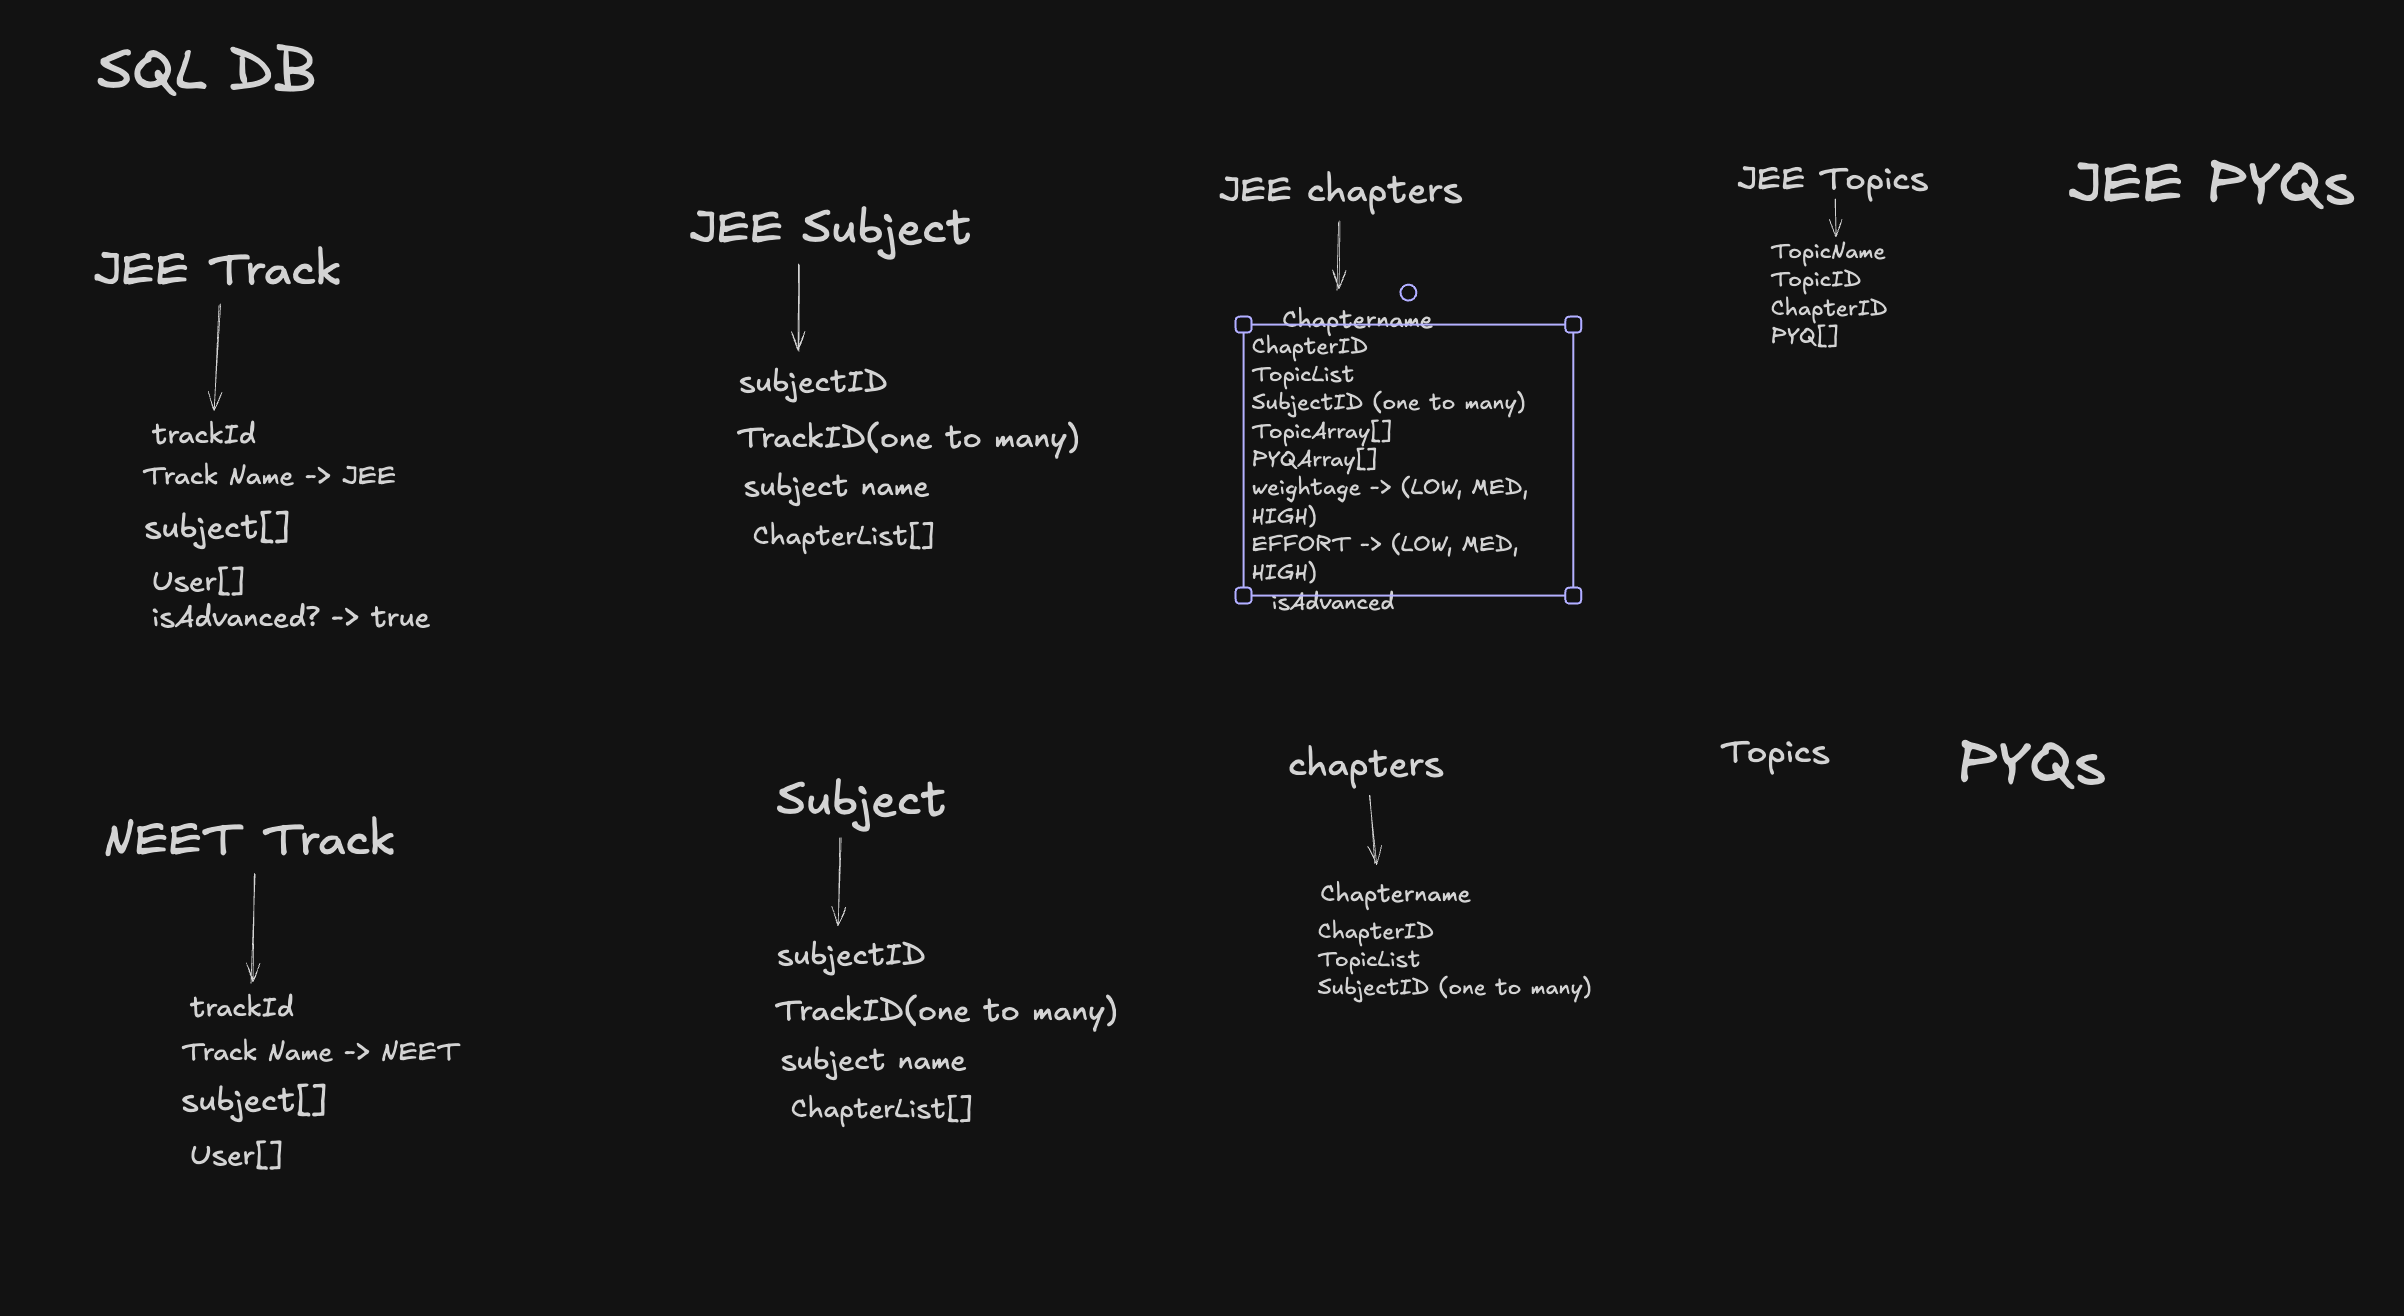 SQL DB
JEE Track
trackId
Track Name -> JEE
subject[]
User[]
isAdvanced? -> true
JEE Subject
subjectID
TrackID(one to many)
subject name
ChapterList[]
JEE chapters
Chaptername
ChapterID
TopicList
SubjectID (one to many)
TopicArray[]
PYQArray[]
weightage -> (LOW, MED,
HIGH)
EFFORT -> (LOW, MED,
HIGH)
isAdvanced
JEE Topics
TopicName
TopicID
ChapterID
PYQ[]
JEE PYQs
NEET Track
trackId
Track Name -> NEET
subject[]
User[]
Subject
subjectID
TrackID(one to many)
subject name
ChapterList[]
chapters
Chaptername
ChapterID
TopicList
SubjectID (one to many)
Topics
PYQs